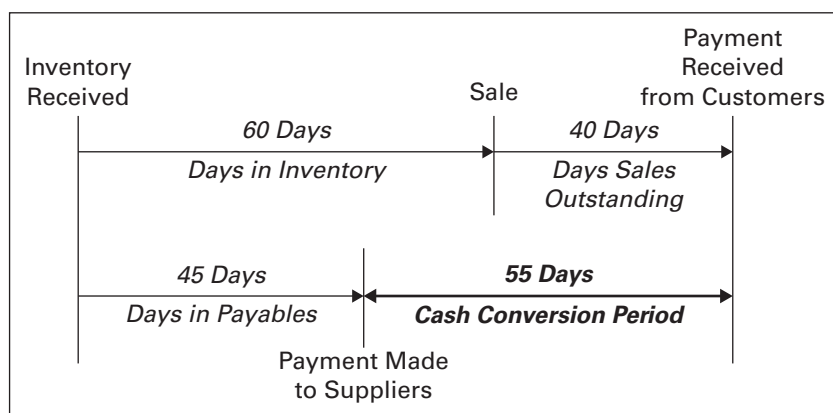 Inventory
Received
Sale
Payment
Received
from Customers
60 Days
Days in Inventory
40 Days
Days Sales
Outstanding
45 Days
Days in Payables
55 Days
Cash Conversion Period
Payment Made
to Suppliers